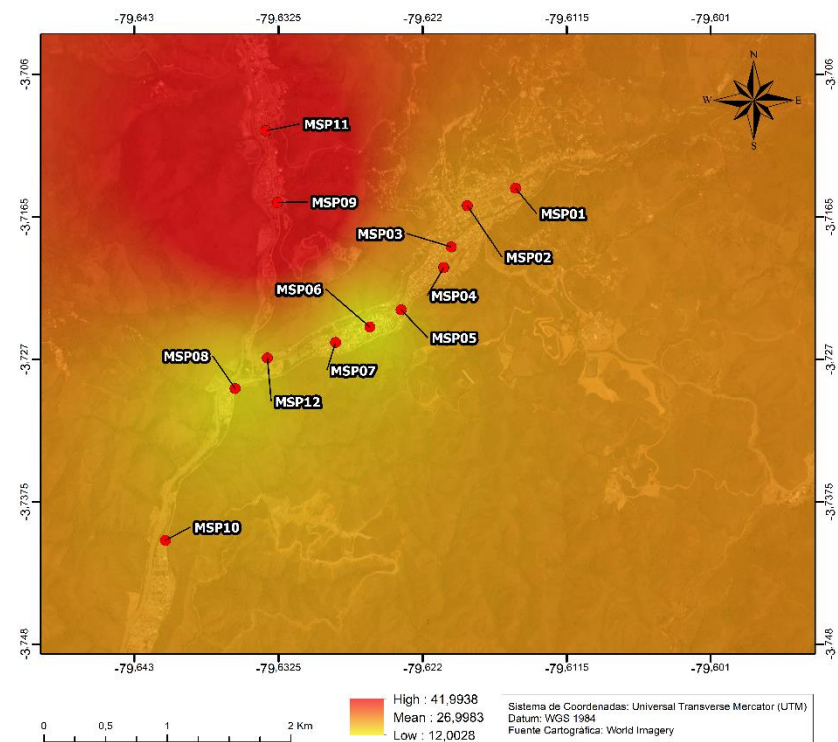 -79.643 -79.6325 -79.622 -79.6115 -79.601
-3.706 -3.706
N
W E
S
MSP11
MSP09
MSP01
MSP03
MSP02
-3.7165 -3.7165
MSP04
MSP06
MSP05
MSP08
MSP07
-3.727 -3.727
MSP12
-3.7375 -3.7375
MSP10
-3.748 -3.748
-79.643 -79.6325 -79.622 -79.6115 -79.601
High : 41,9938
Mean : 26,9983
Low : 12,0028
0 0,5 1 2 Km
Sistema de Coordenadas: Universal Transverse Mercator (UTM)
Datum: WGS 1984
Fuente Cartográfica: World Imagery